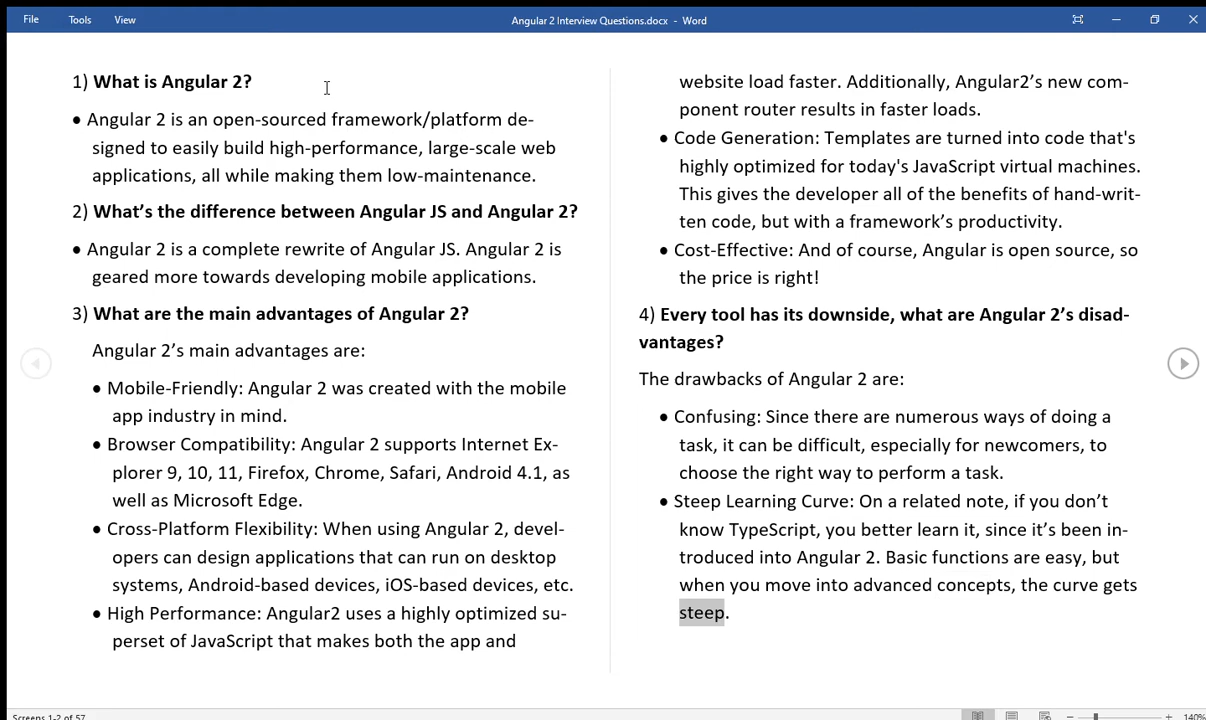 File Tools View Angular 2 Interview Questions.docx - Word
1) What is Angular 2?
• Angular 2 is an open-sourced framework/platform de-
signed to easily build high-performance, large-scale web
applications, all while making them low-maintenance.
2) What’s the difference between Angular JS and Angular 2?
• Angular 2 is a complete rewrite of Angular JS. Angular 2 is
geared more towards developing mobile applications.
3) What are the main advantages of Angular 2?
Angular 2’s main advantages are:
• Mobile-Friendly: Angular 2 was created with the mobile
app industry in mind.
• Browser Compatibility: Angular 2 supports Internet Ex-
plorer 9, 10, 11, Firefox, Chrome, Safari, Android 4.1, as
well as Microsoft Edge.
• Cross-Platform Flexibility: When using Angular 2, devel-
opers can design applications that can run on desktop
systems, Android-based devices, iOS-based devices, etc.
• High Performance: Angular2 uses a highly optimized su-
perset of JavaScript that makes both the app and
website load faster. Additionally, Angular2’s new com-
ponent router results in faster loads.
• Code Generation: Templates are turned into code that's
highly optimized for today's JavaScript virtual machines.
This gives the developer all of the benefits of hand-writ-
ten code, but with a framework’s productivity.
• Cost-Effective: And of course, Angular is open source, so
the price is right!
4) Every tool has its downside, what are Angular 2’s disad-
vantages?
The drawbacks of Angular 2 are:
• Confusing: Since there are numerous ways of doing a
task, it can be difficult, especially for newcomers, to
choose the right way to perform a task.
• Steep Learning Curve: On a related note, if you don’t
know TypeScript, you better learn it, since it’s been in-
troduced into Angular 2. Basic functions are easy, but
when you move into advanced concepts, the curve gets
steep.
Screens 1-2 of 57 140%